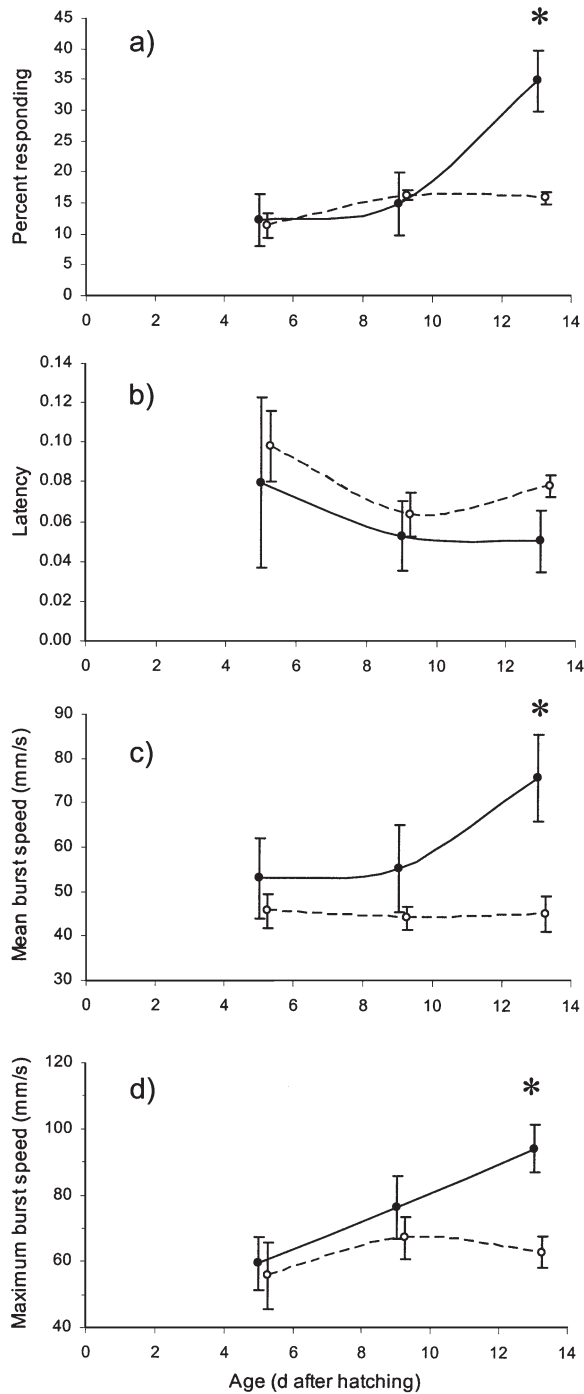 a)
*
Percent responding
45
40
35
30
25
20
15
10
5
0
0 2 4 6 8 10 12 14
b)
Latency
0.14
0.12
0.10
0.08
0.06
0.04
0.02
0.00
0 2 4 6 8 10 12 14
c)
*
Mean burst speed (mm/s)
90
80
70
60
50
40
30
0 2 4 6 8 10 12 14
d)
*
Maximum burst speed (mm/s)
120
100
80
60
40
0 2 4 6 8 10 12 14
Age (d after hatching)